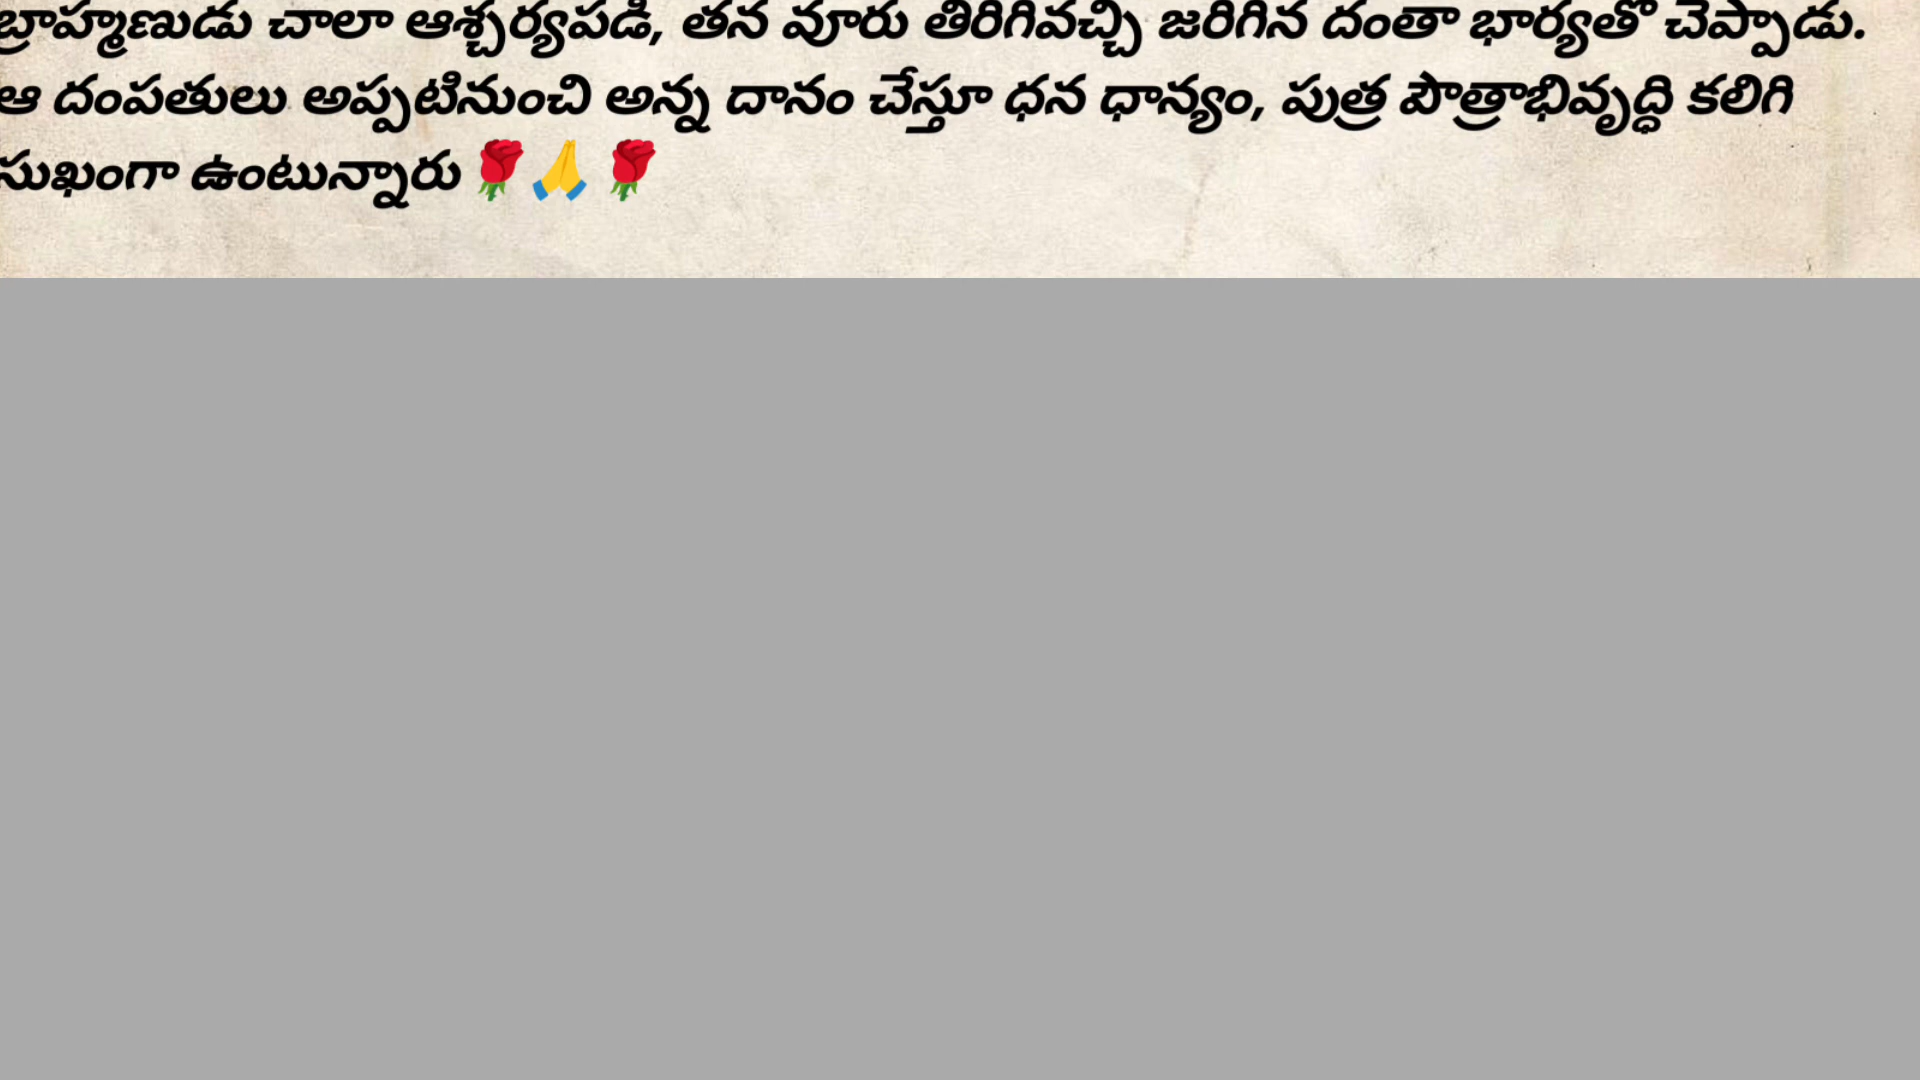 బ్రాహ్మణుడు చాలా ఆశ్చర్యపడి, తన వూరు తిరిగివచ్చి జరిగిన దంతా భార్యతో చెప్పాడు.
ఆ దంపతులు అప్పటినుంచి అన్న దానం చేస్తూ ధన ధాన్యం, పుత్ర పౌత్రాభివృద్ధి కలిగి
సుఖంగా ఉంటున్నారు 🌹🙏🌹